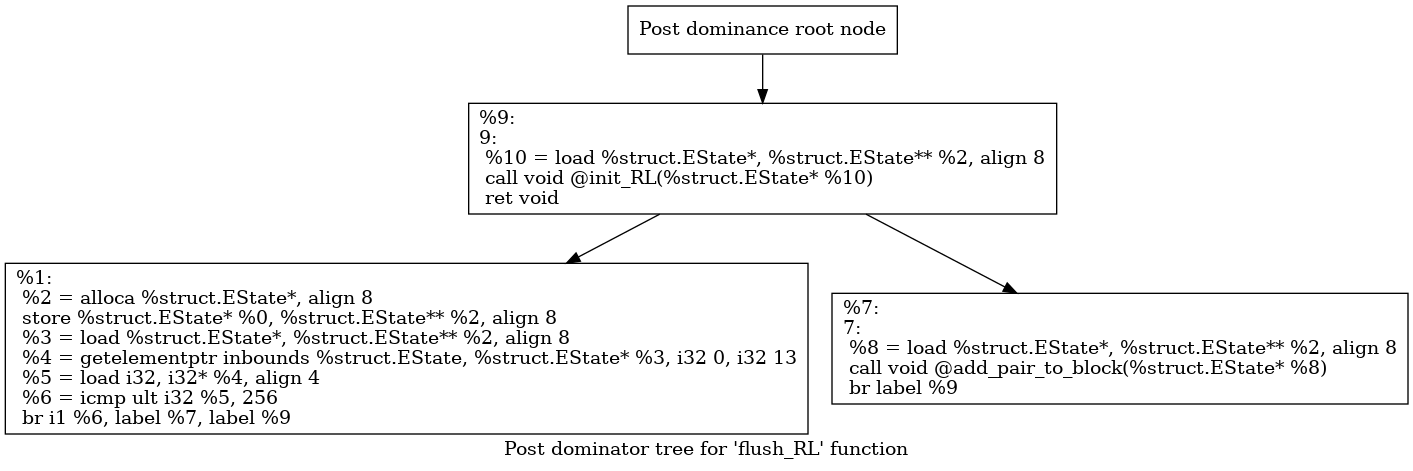 Post dominance root node
%9:
9:
%10 = load %struct.EState*, %struct.EState** %2, align 8
call void @init_RL(%struct.EState* %10)
ret void
%1:
%2 = alloca %struct.EState*, align 8
store %struct.EState* %0, %struct.EState** %2, align 8
%3 = load %struct.EState*, %struct.EState** %2, align 8
%4 = getelementptr inbounds %struct.EState, %struct.EState* %3, i32 0, i32 13
%5 = load i32, i32* %4, align 4
%6 = icmp ult i32 %5, 256
br i1 %6, label %7, label %9
%7:
7:
%8 = load %struct.EState*, %struct.EState** %2, align 8
call void @add_pair_to_block(%struct.EState* %8)
br label %9
Post dominator tree for 'flush_RL' function